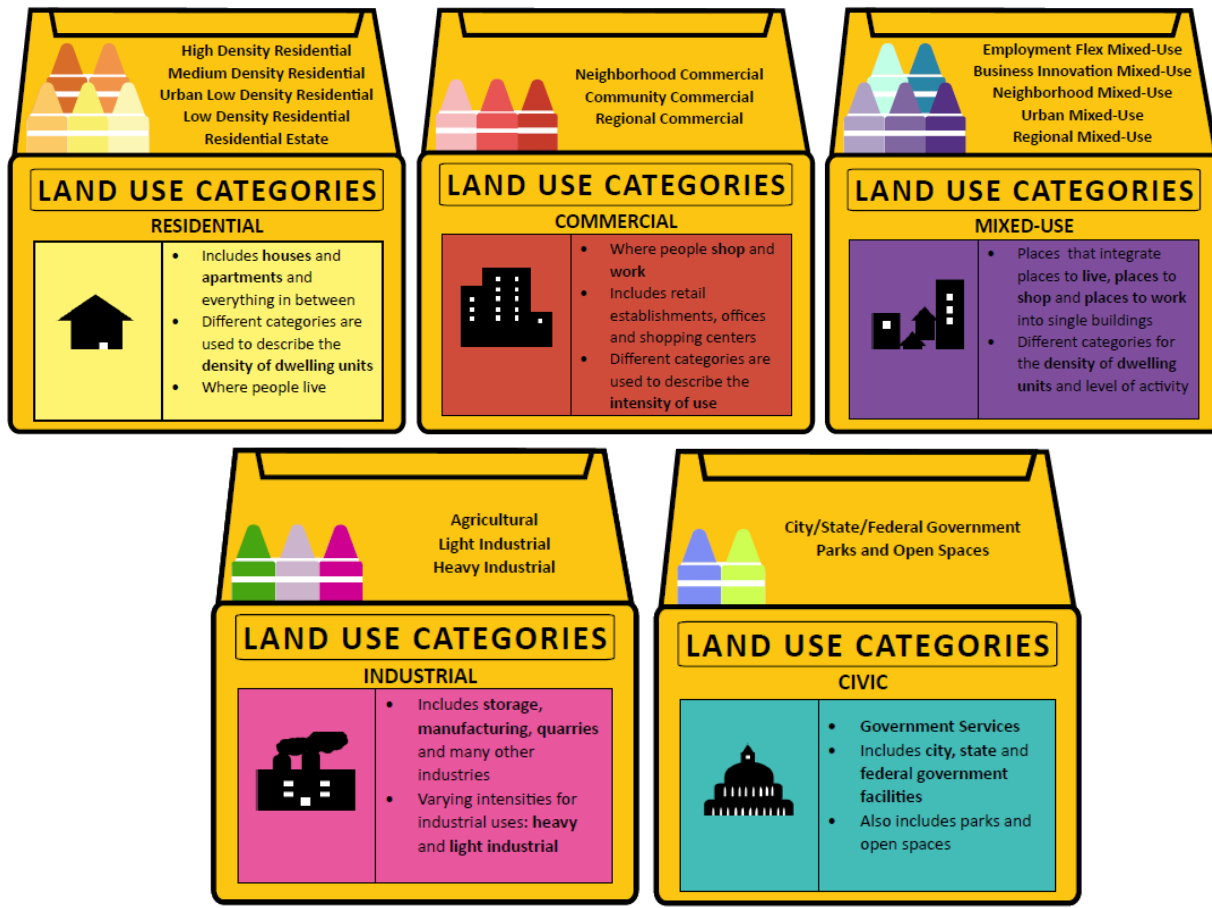 High Density Residential
Medium Density Residential
Urban Low Density Residential
Low Density Residential
Residential Estate
LAND USE CATEGORIES
RESIDENTIAL
• Includes houses and
apartments and
everything in between
• Different categories are
used to describe the
density of dwelling units
• Where people live
Neighborhood Commercial
Community Commercial
Regional Commercial
LAND USE CATEGORIES
COMMERCIAL
• Where people shop and
work
• Includes retail
establishments, offices
and shopping centers
• Different categories are
used to describe the
intensity of use
Employment Flex Mixed-Use
Business Innovation Mixed-Use
Neighborhood Mixed-Use
Urban Mixed-Use
Regional Mixed-Use
LAND USE CATEGORIES
MIXED-USE
• Places that integrate
places to live, places to
shop and places to work
into single buildings
• Different categories for
the density of dwelling
units and level of activity
Agricultural
Light Industrial
Heavy Industrial
LAND USE CATEGORIES
INDUSTRIAL
• Includes storage,
manufacturing, quarries
and many other
industries
• Varying intensities for
industrial uses: heavy
and light industrial
City/State/Federal Government
Parks and Open Spaces
LAND USE CATEGORIES
CIVIC
• Government Services
• Includes city, state and
federal government
facilities
• Also includes parks and
open spaces